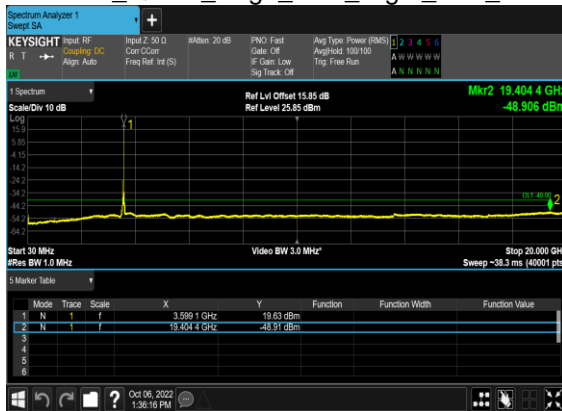 Spectrum Analyzer 1
Swept SA
+
KEYSIGHT Input: RF Input Z: 50 Ω #Atten: 20 dB PNO: Fast Avg Type: Power (RMS) 1 2 3 4 5 6
R T Coupling: DC Corr CCorr Gate: Off Avg|Hold: 100/100 A W W W W W
Align: Auto Freq Ref: Int (S) IF Gain: Low Trig: Free Run
Sig Track: Off A N N N N N
1 Spectrum Ref Lvl Offset 15.85 dB Mkr2 19.404 4 GHz
Scale/Div 10 dB Ref Level 25.85 dBm -48.906 dBm
Log
15.9
5.85
-4.15
-14.2
-24.2
-34.2
DL1 -40.00
-44.2
-54.2
-64.2
1
2
Start 30 MHz Video BW 3.0 MHz* Stop 20.000 GHz
#Res BW 1.0 MHz Sweep ~38.3 ms (40001 pts)
5 Marker Table
Mode Trace Scale X Y Function Function Width Function Value
1 N 1 f 3.599 1 GHz 19.63 dBm
2 N 1 f 19.404 4 GHz -48.91 dBm
3
4
5
6
? Oct 06, 2022
1:36:16 PM